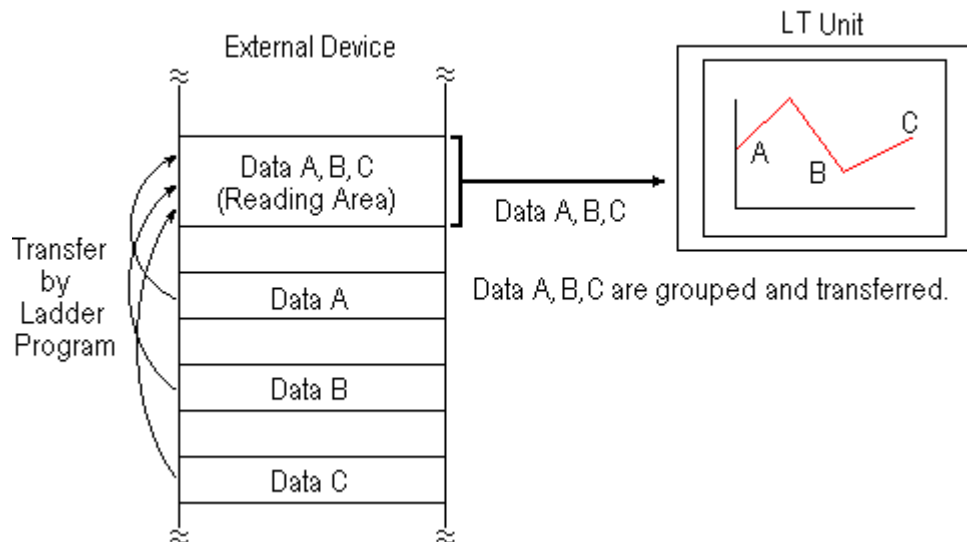 LT Unit
External Device
Data A, B, C
(Reading Area)
Data A, B, C
A
B
C
Transfer
by
Ladder
Program
Data A, B, C are grouped and transferred.
Data A
Data B
Data C